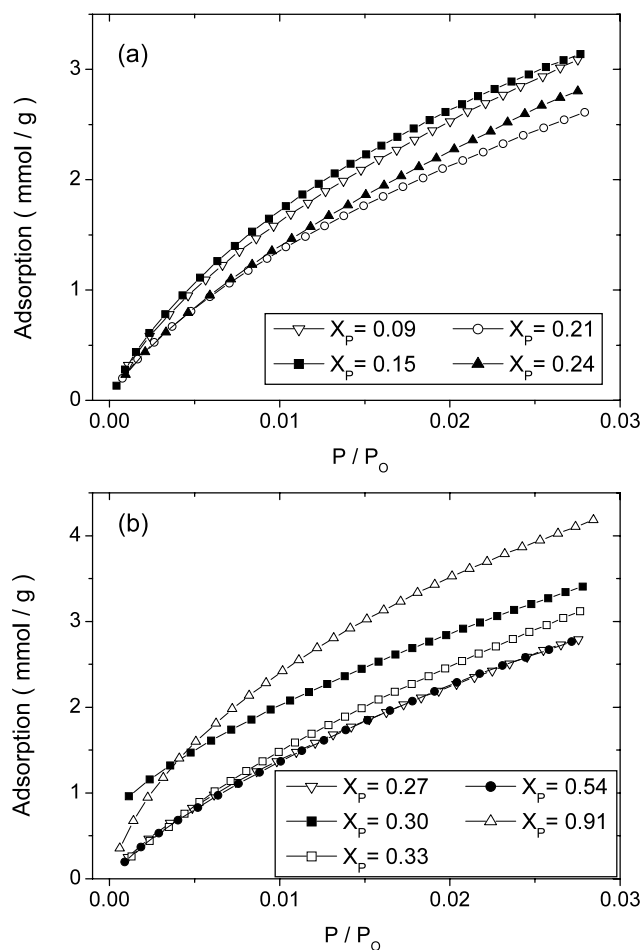 (a)
3
2
1
0
Adsorption ( mmol / g )
X_P= 0.09
X_P= 0.21
X_P= 0.15
X_P= 0.24
0.00 0.01 0.02 0.03
P / P_O
(b)
4
3
2
1
0
Adsorption ( mmol / g )
X_P= 0.27
X_P= 0.54
X_P= 0.30
X_P= 0.91
X_P= 0.33
0.00 0.01 0.02 0.03
P / P_O